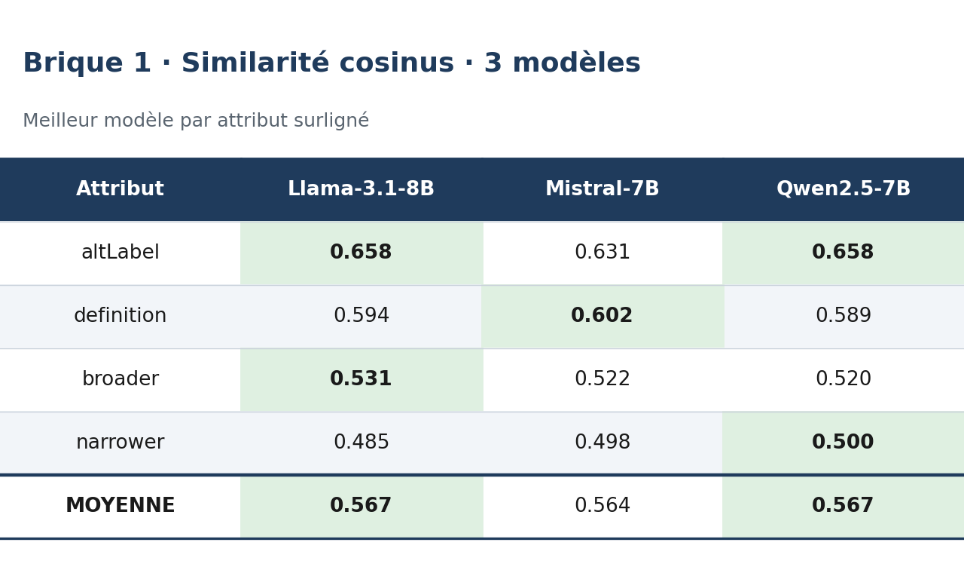 Brique 1 · Similarité cosinus · 3 modèles
Meilleur modèle par attribut surligné
Attribut Llama-3.1-8B Mistral-7B Qwen2.5-7B
altLabel 0.658 0.631 0.658
definition 0.594 0.602 0.589
broader 0.531 0.522 0.520
narrower 0.485 0.498 0.500
MOYENNE 0.567 0.564 0.567